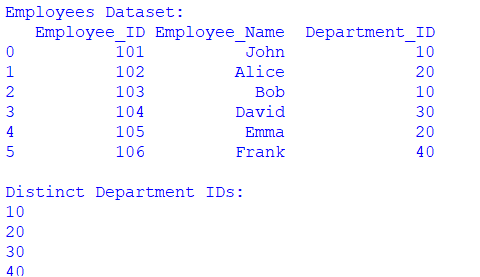 Employees Dataset:
   Employee_ID Employee_Name  Department_ID
0          101          John             10
1          102         Alice             20
2          103           Bob             10
3          104         David             30
4          105          Emma             20
5          106         Frank             40
Distinct Department IDs:
10
20
30
40